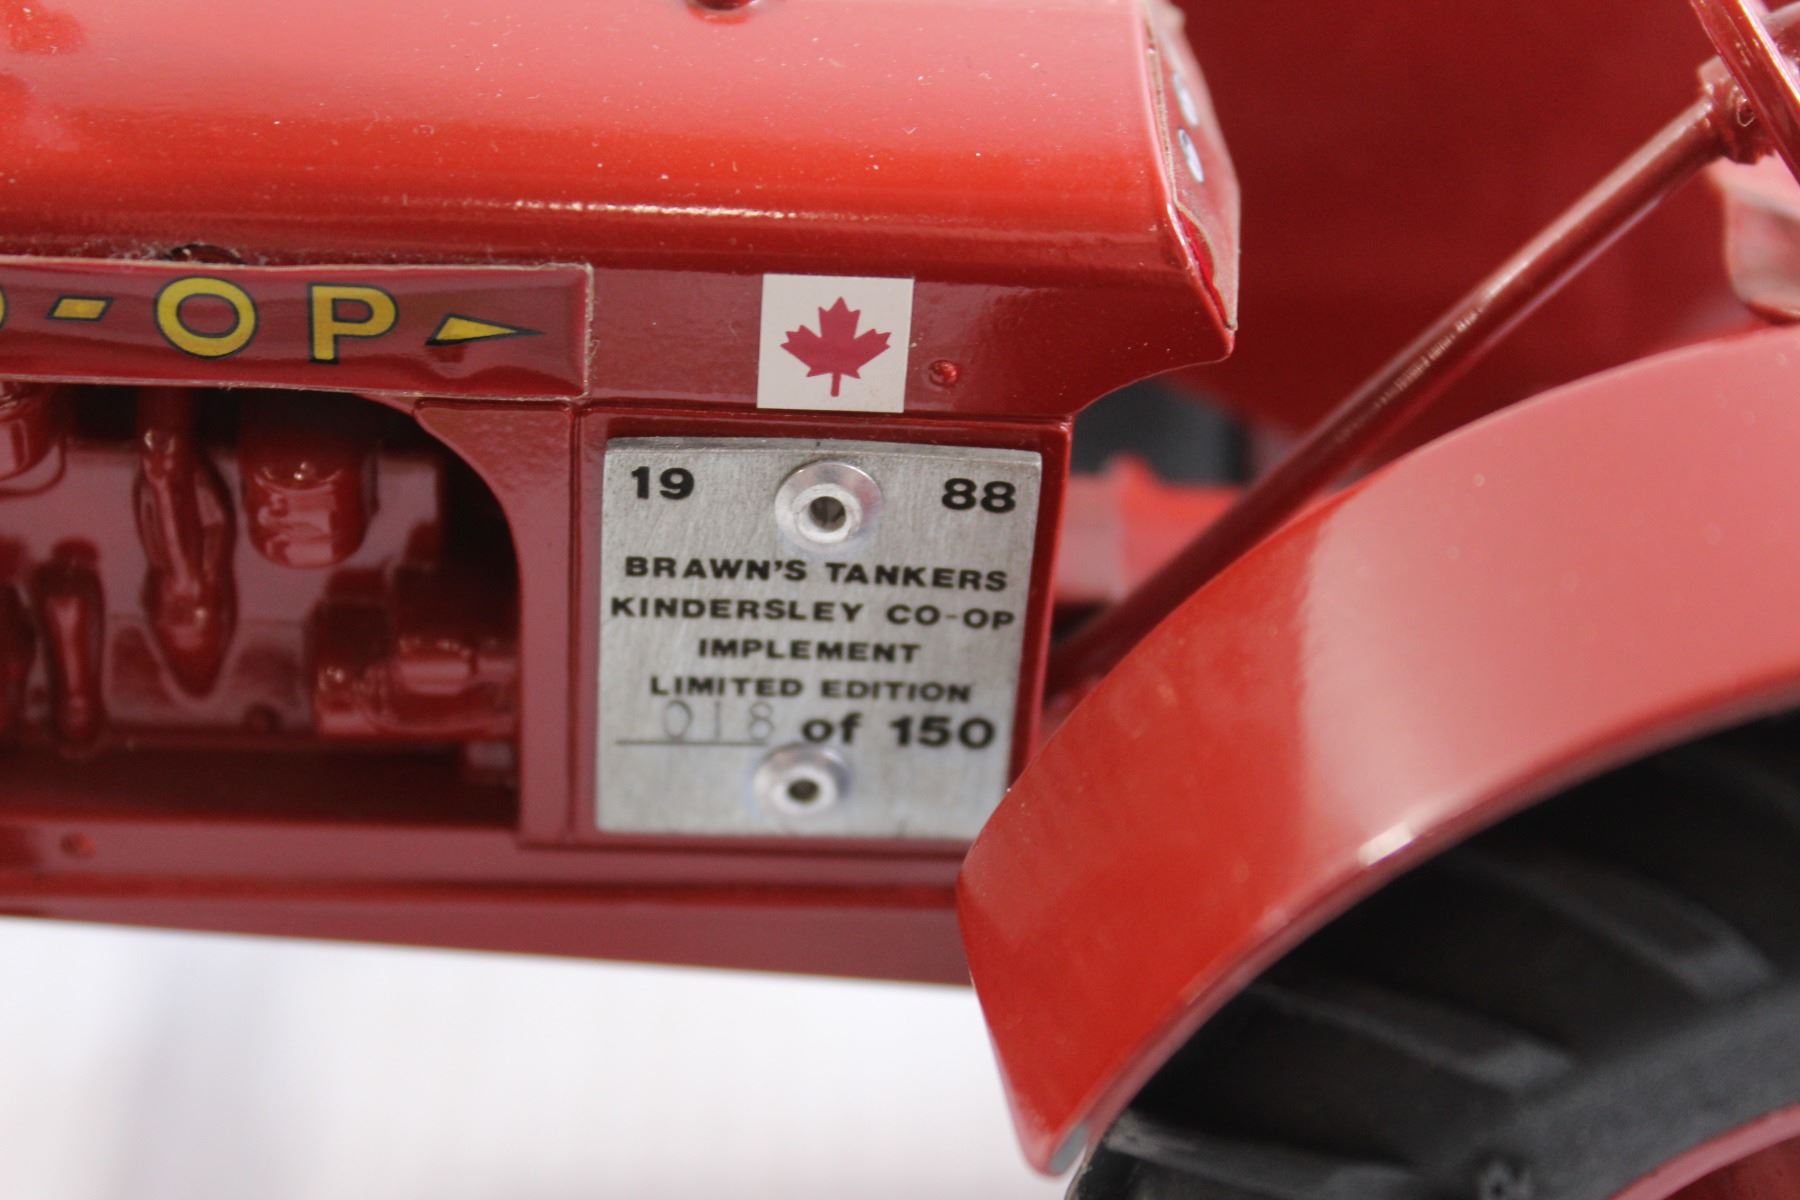 -OP
19 88
BRAWN'S TANKERS
KINDERSLEY CO-OP
IMPLEMENT
LIMITED EDITION
018 of 150